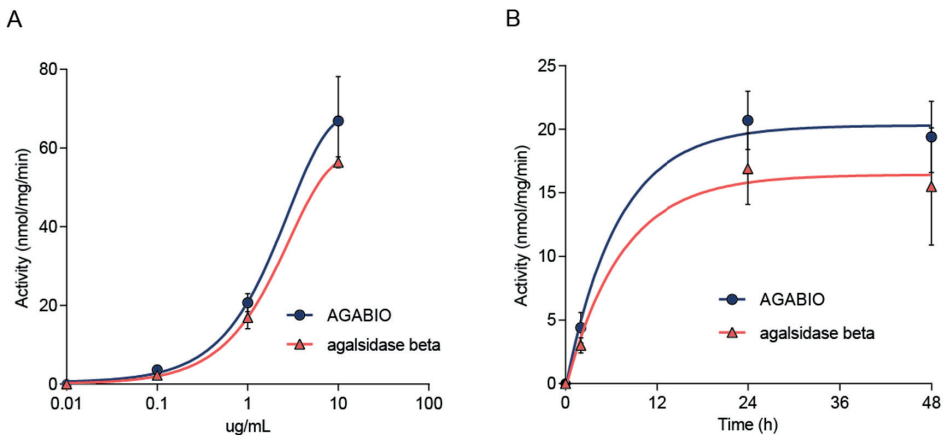 A
Activity (nmol/mg/min)
80
60
40
20
0
0.01 0.1 1 10 100
ug/mL
AGABIO
agalsidase beta
B
Activity (nmol/mg/min)
25
20
15
10
5
0
0 12 24 36 48
Time (h)
AGABIO
agalsidase beta